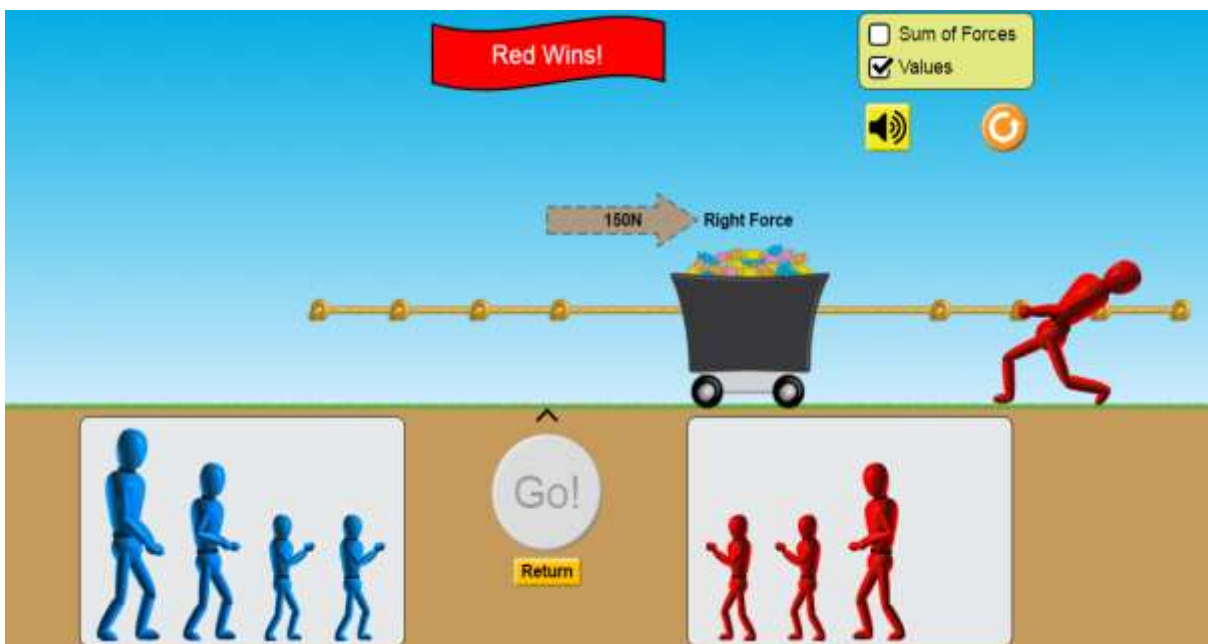 Red Wins!
Sum of Forces
Values
150N
Right Force
Go!
Return